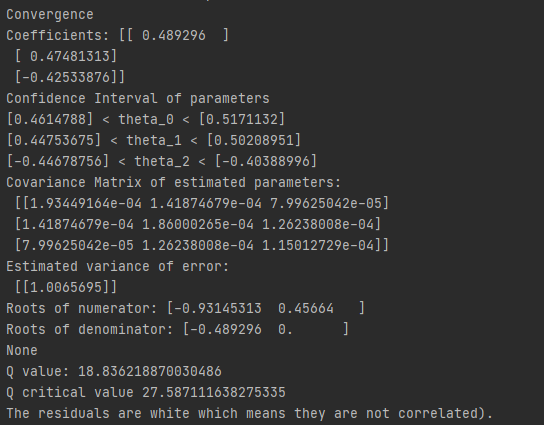 Convergence
Coefficients: [[ 0.489296  ]
 [ 0.47481313]
 [-0.42533876]]
Confidence Interval of parameters
[0.4614788] < theta_0 < [0.5171132]
[0.44753675] < theta_1 < [0.50208951]
[-0.44678756] < theta_2 < [-0.40388996]
Covariance Matrix of estimated parameters:
 [[1.93449164e-04 1.41874679e-04 7.99625042e-05]
 [1.41874679e-04 1.86000265e-04 1.26238008e-04]
 [7.99625042e-05 1.26238008e-04 1.15012729e-04]]
Estimated variance of error:
 [[1.0065695]]
Roots of numerator: [-0.93145313  0.45664   ]
Roots of denominator: [-0.489296  0.      ]
None
Q value: 18.836218870030486
Q critical value 27.587111638275335
The residuals are white which means they are not correlated).